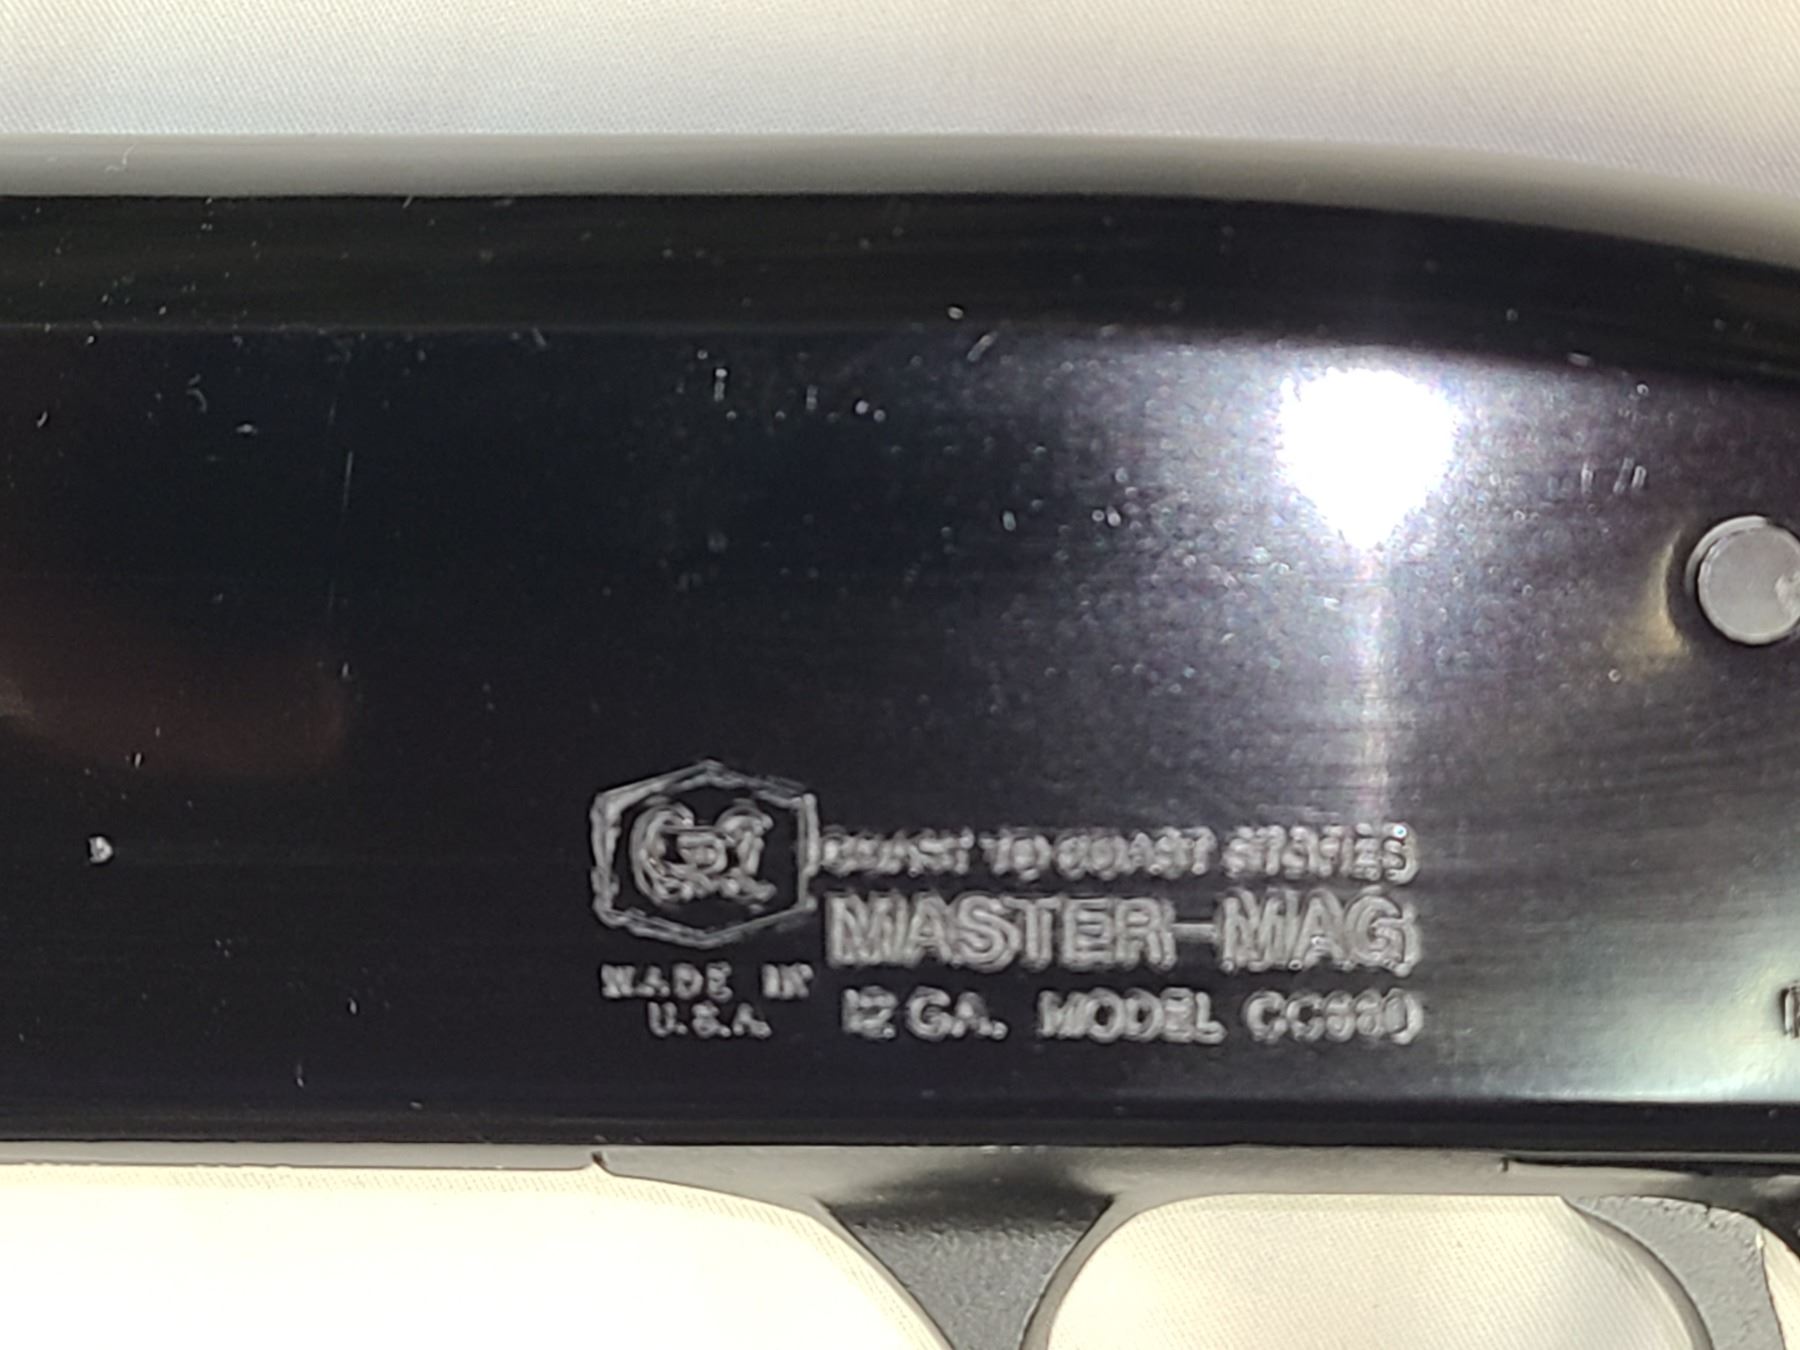 COAST TO COAST STORES
MASTER-MAG
MADE IN
U.S.A.
12 GA. MODEL CC660